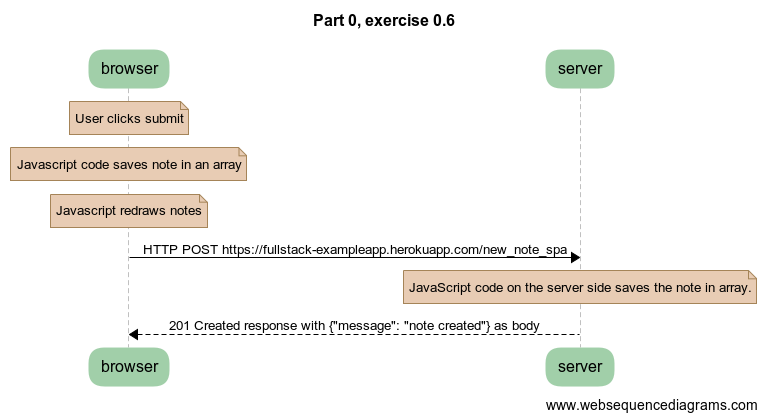 Part 0, exercise 0.6
browser
server
User clicks submit
Javascript code saves note in an array
Javascript redraws notes
HTTP POST https://fullstack-exampleapp.herokuapp.com/new_note_spa
JavaScript code on the server side saves the note in array.
201 Created response with {"message": "note created"} as body
browser
server
www.websequencediagrams.com